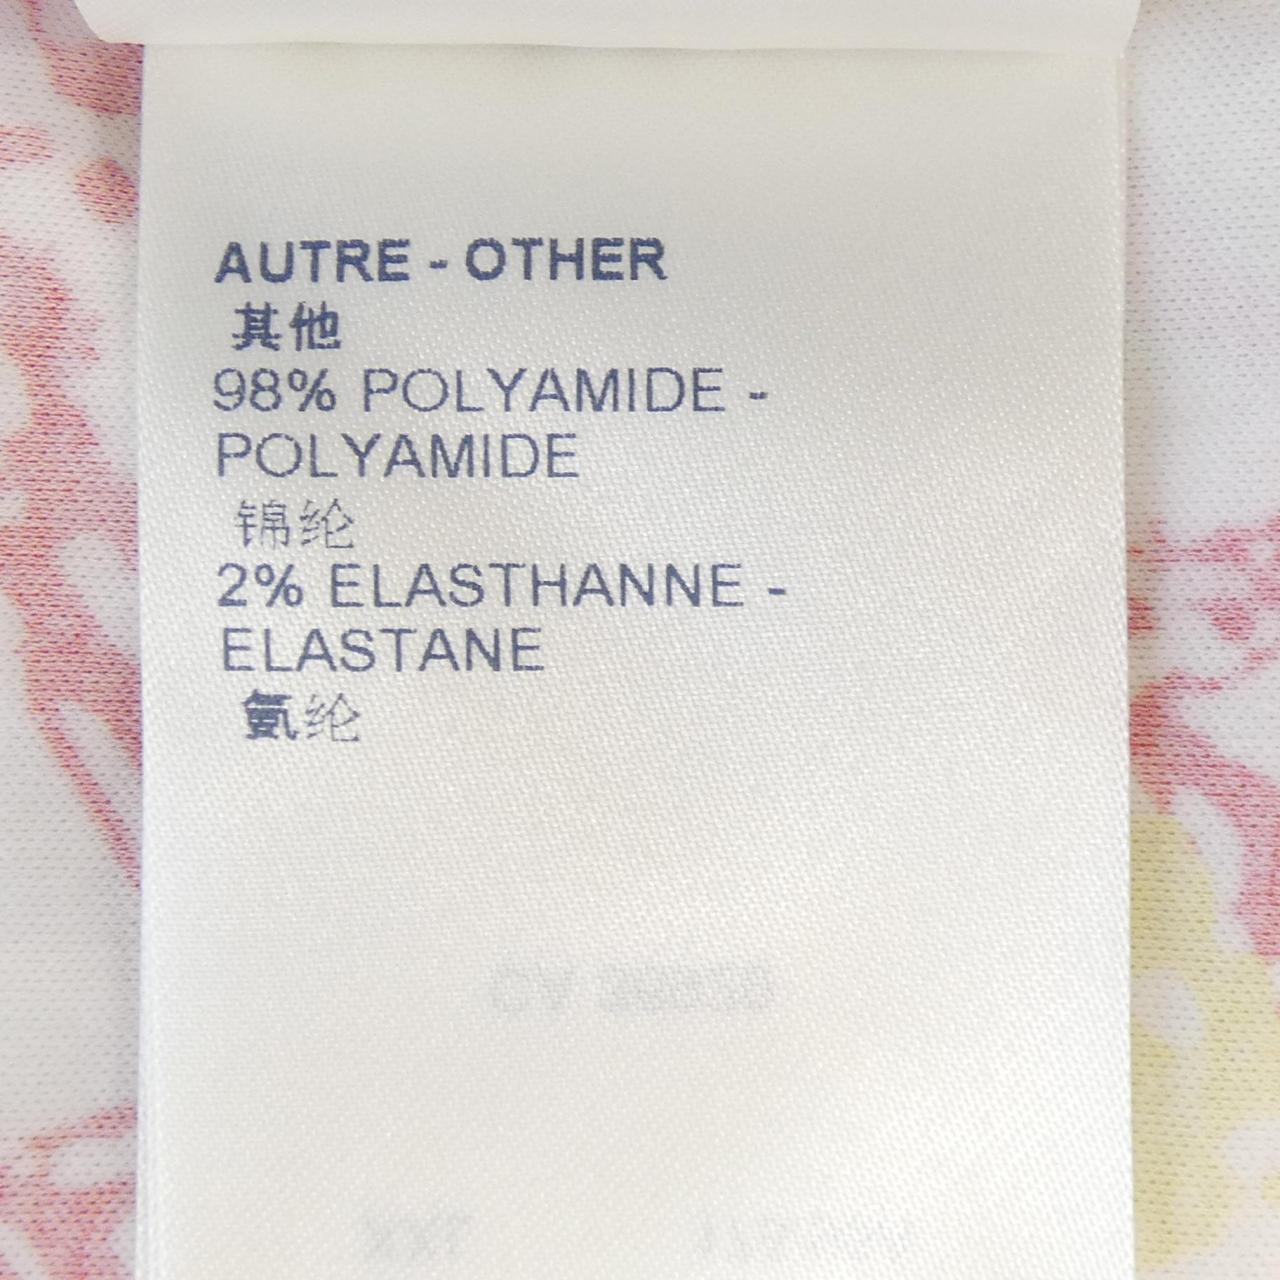 AUTRE - OTHER
其他
98% POLYAMIDE -
POLYAMIDE
锦纶
2% ELASTHANNE -
ELASTANE
氨纶